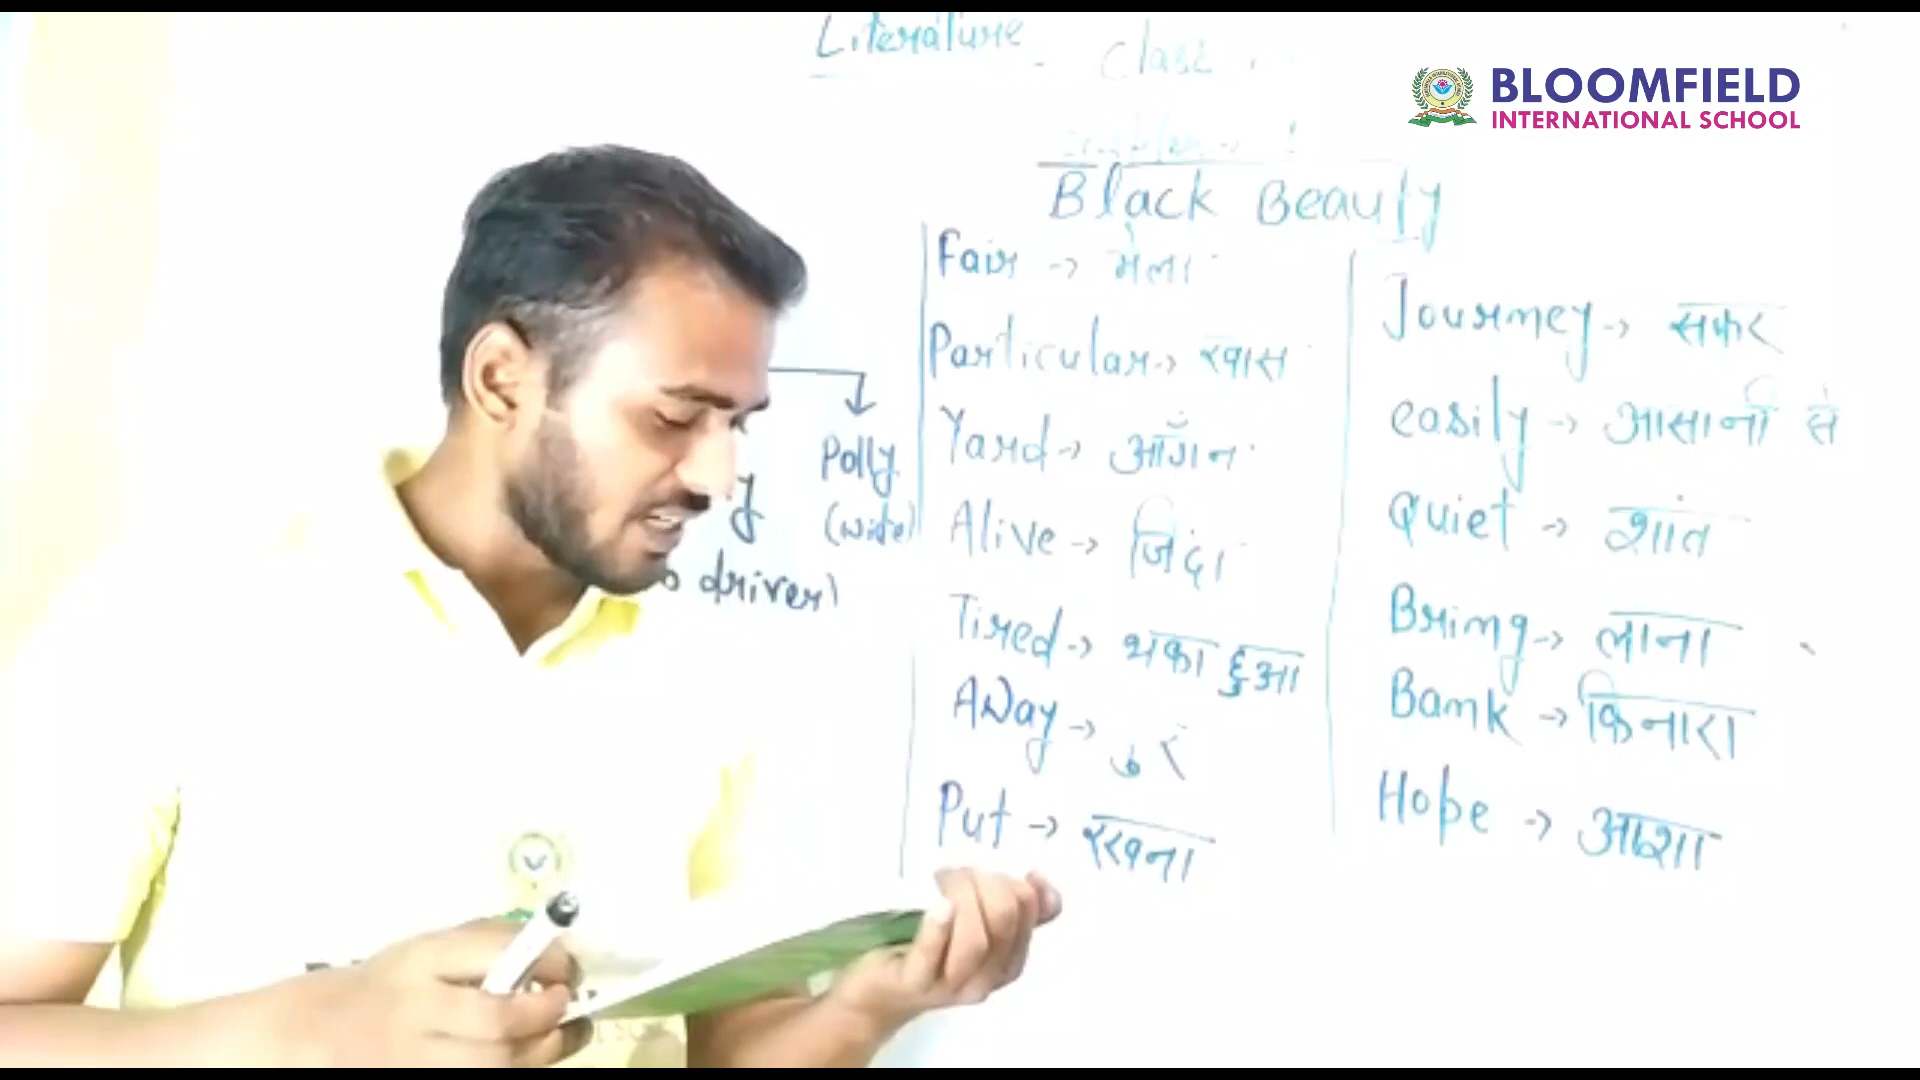 Literature - Class
BLOOMFIELD
INTERNATIONAL SCHOOL
Black Beauty
Fair → मेला
Particular → खास
Yard → आँगन
Alive → जिंदा
Tired → थका हुआ
Away → दूर
Put → रखना
Journey → सफर
easily → आसानी से
Quiet → शांत
Bring → लाना
Bank → किनारा
Hope → आशा
Polly
(wife)
driver)